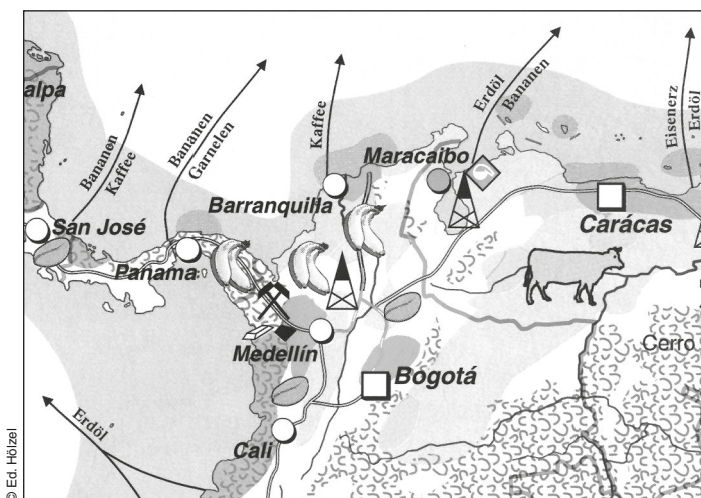 alpa
Bananen
Kaffee
Bananen
Garnelen
Kaffee
Erdöl
Bananen
Eisenerz
Erdöl
Maracaibo
Barranquilla
Carácas
San José
Panama
Medellín
Bogotá
Cerro
Cali
Erdöl
© Ed. Hölzel